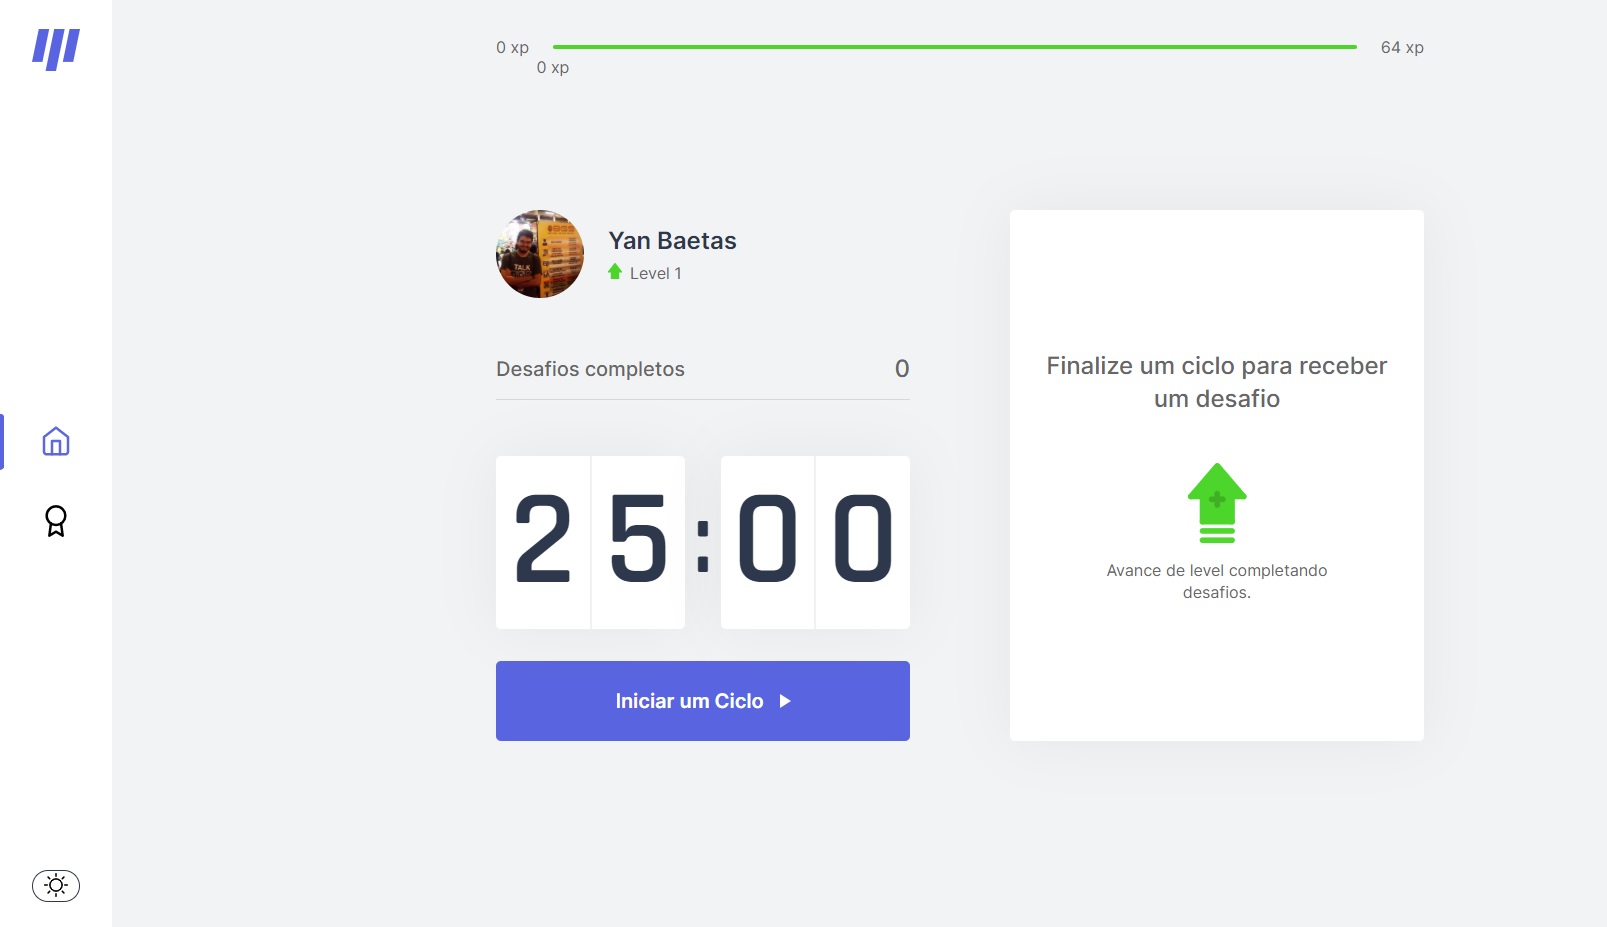 0 xp
64 xp
0 xp
Yan Baetas
Level 1
Desafios completos
0
25:00
Iniciar um Ciclo
Finalize um ciclo para receber
um desafio
Avance de level completando
desafios.
TALK